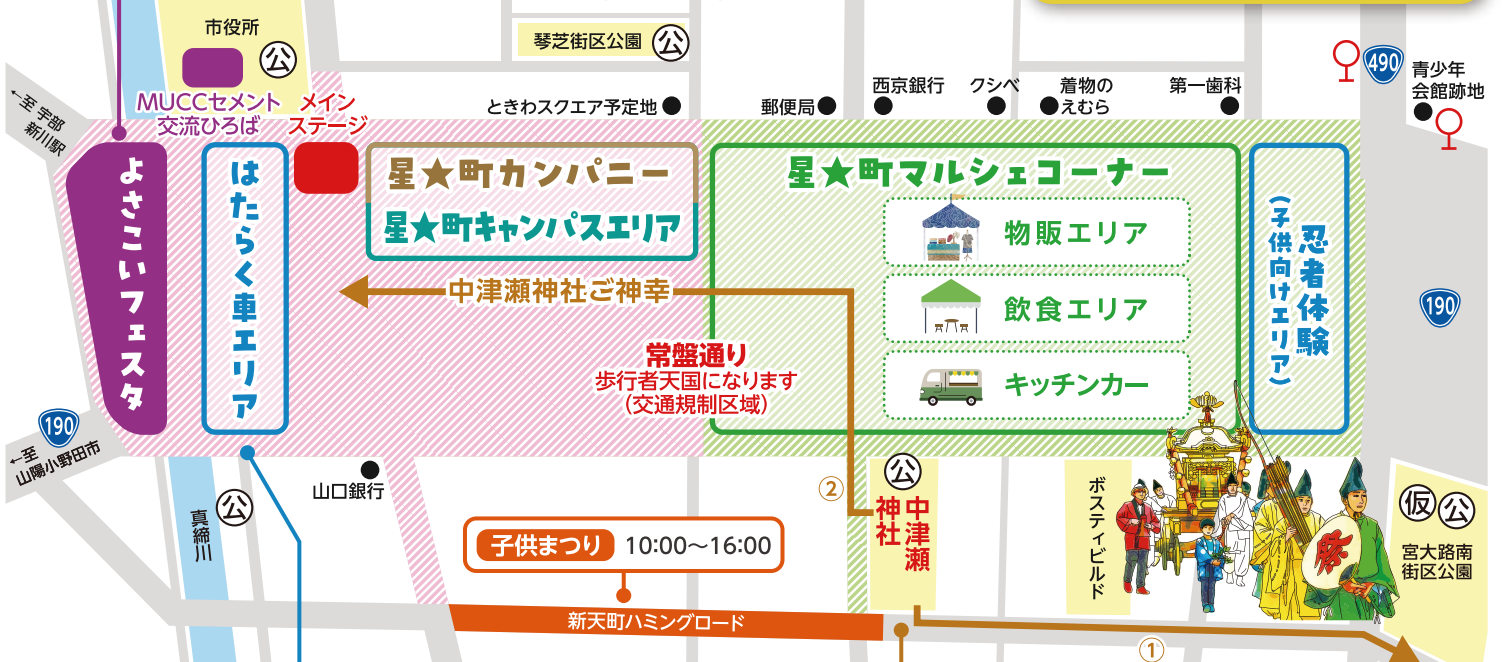 市役所
公
琴芝街区公園
公
490
青少年
会館跡地
西京銀行
クシベ
着物の
えむら
第一歯科
ときわスクエア予定地
郵便局
←至 宇部
新川駅
MUCCセメント
交流ひろば
メイン
ステージ
よさこいフェスタ
はたらく車エリア
星★町カンパニー
星★町キャンパスエリア
星★町マルシェコーナー
物販エリア
飲食エリア
キッチンカー
忍者体験
(子供向けエリア)
190
中津瀬神社ご神幸
常盤通り
歩行者天国になります
(交通規制区域)
190
←至
山陽小野田市
山口銀行
真締川
公
②
公
中津瀬
神社
ボスティビルド
仮
公
宮大路南
街区公園
子供まつり
10:00〜16:00
新天町ハミングロード
①